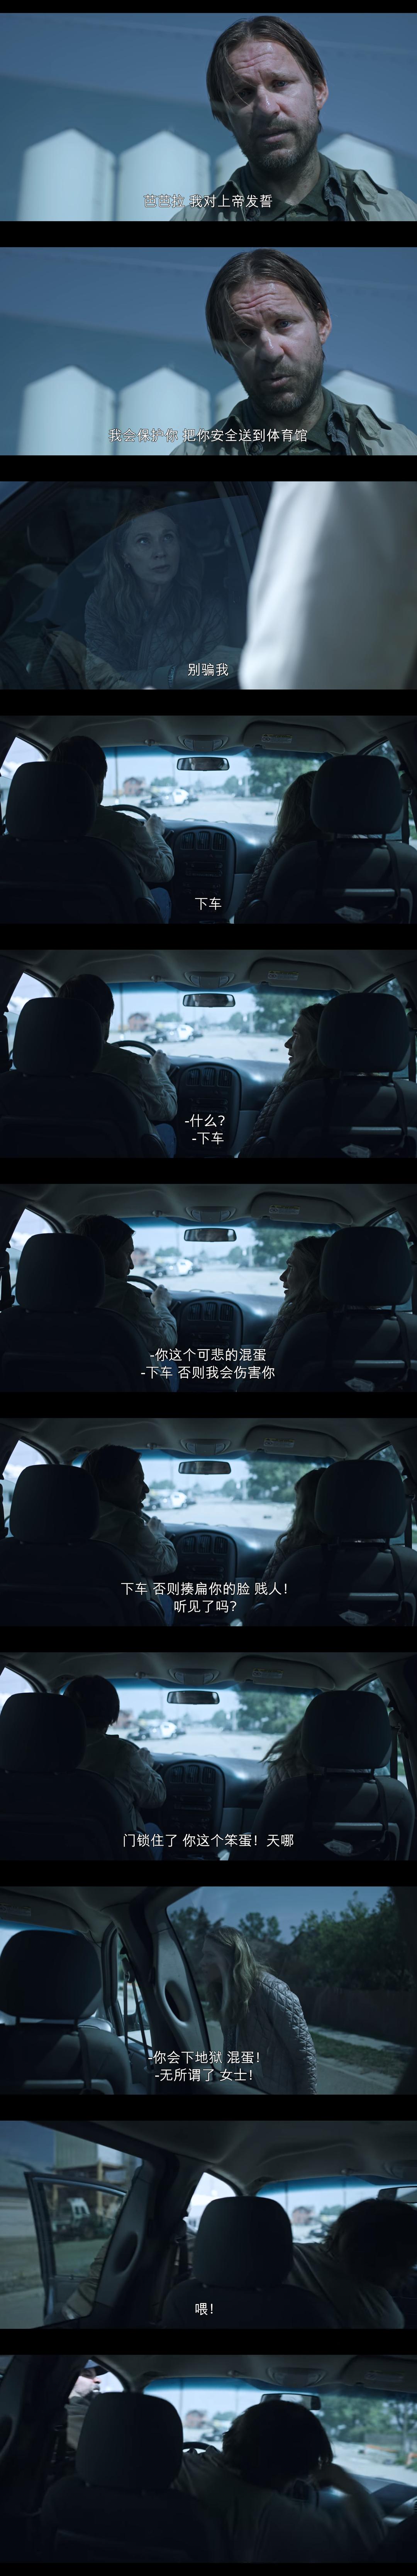 芭芭拉 我对上帝发誓
我会保护你 把你安全送到体育馆
别骗我
下车
-什么？
-下车
-你这个可悲的混蛋
-下车 否则我会伤害你
下车 否则揍扁你的脸 贱人！
听见了吗？
门锁住了 你这个笨蛋！天哪
-你会下地狱 混蛋！
-无所谓了 女士！
喂！